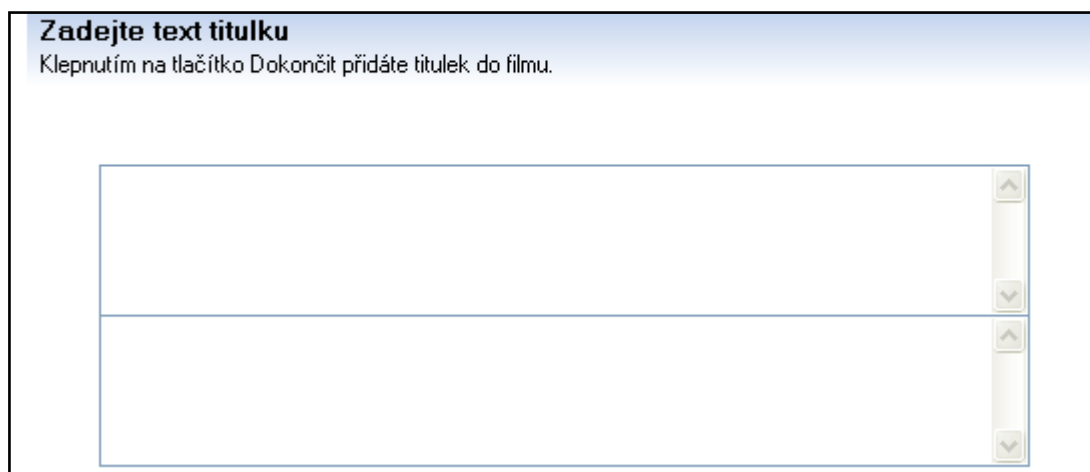 Zadejte text titulku
Klepnutím na tlačítko Dokončit přidáte titulek do filmu.